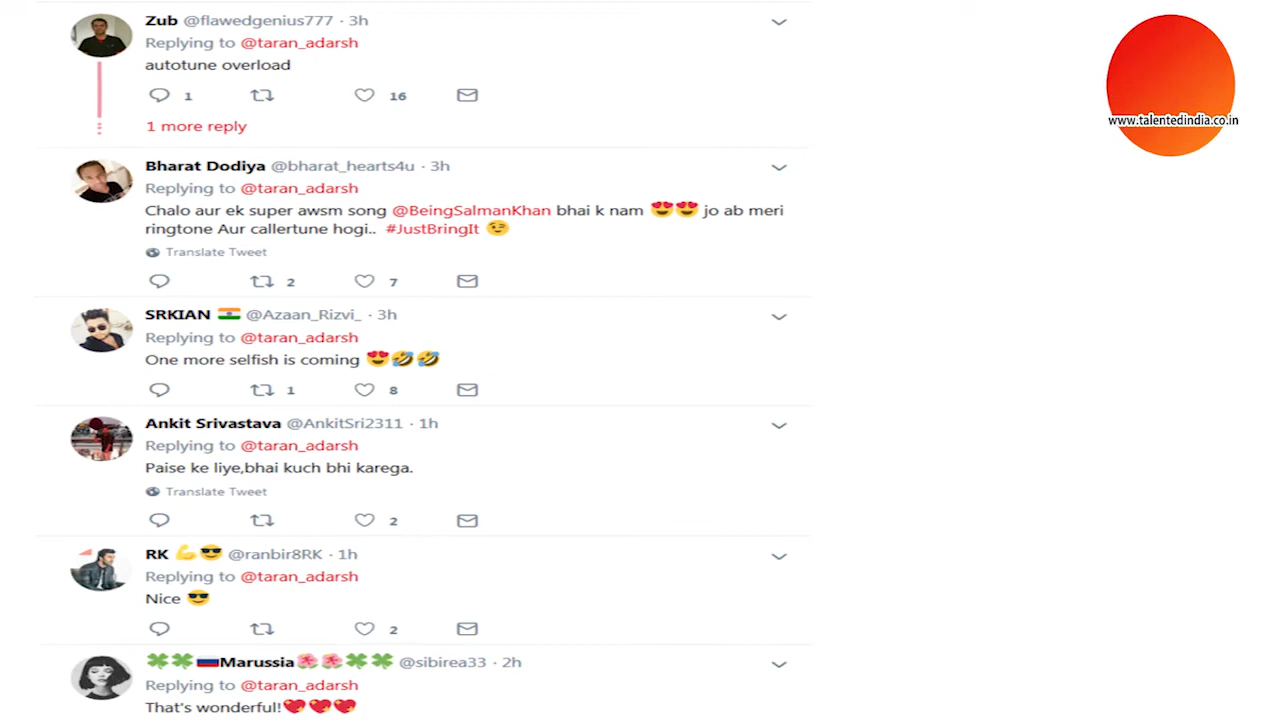 Zub @flawedgenius777 · 3h
Replying to @taran_adarsh
autotune overload
1 16
1 more reply
www.talentedindia.co.in
Bharat Dodiya @bharat_hearts4u · 3h
Replying to @taran_adarsh
Chalo aur ek super awsm song @BeingSalmanKhan bhai k nam 😍😍 jo ab meri
ringtone Aur callertune hogi.. #JustBringIt 😉
Translate Tweet
2 7
SRKIAN 🇮🇳 @Azaan_Rizvi_ · 3h
Replying to @taran_adarsh
One more selfish is coming 😍🤣🤣
1 8
Ankit Srivastava @AnkitSri2311 · 1h
Replying to @taran_adarsh
Paise ke liye,bhai kuch bhi karega.
Translate Tweet
2
RK 💪😎 @ranbir8RK · 1h
Replying to @taran_adarsh
Nice 😎
2
🍀🍀🇷🇺Marussia🌺🌺🍀🍀 @sibirea33 · 2h
Replying to @taran_adarsh
That's wonderful!💖💖💖